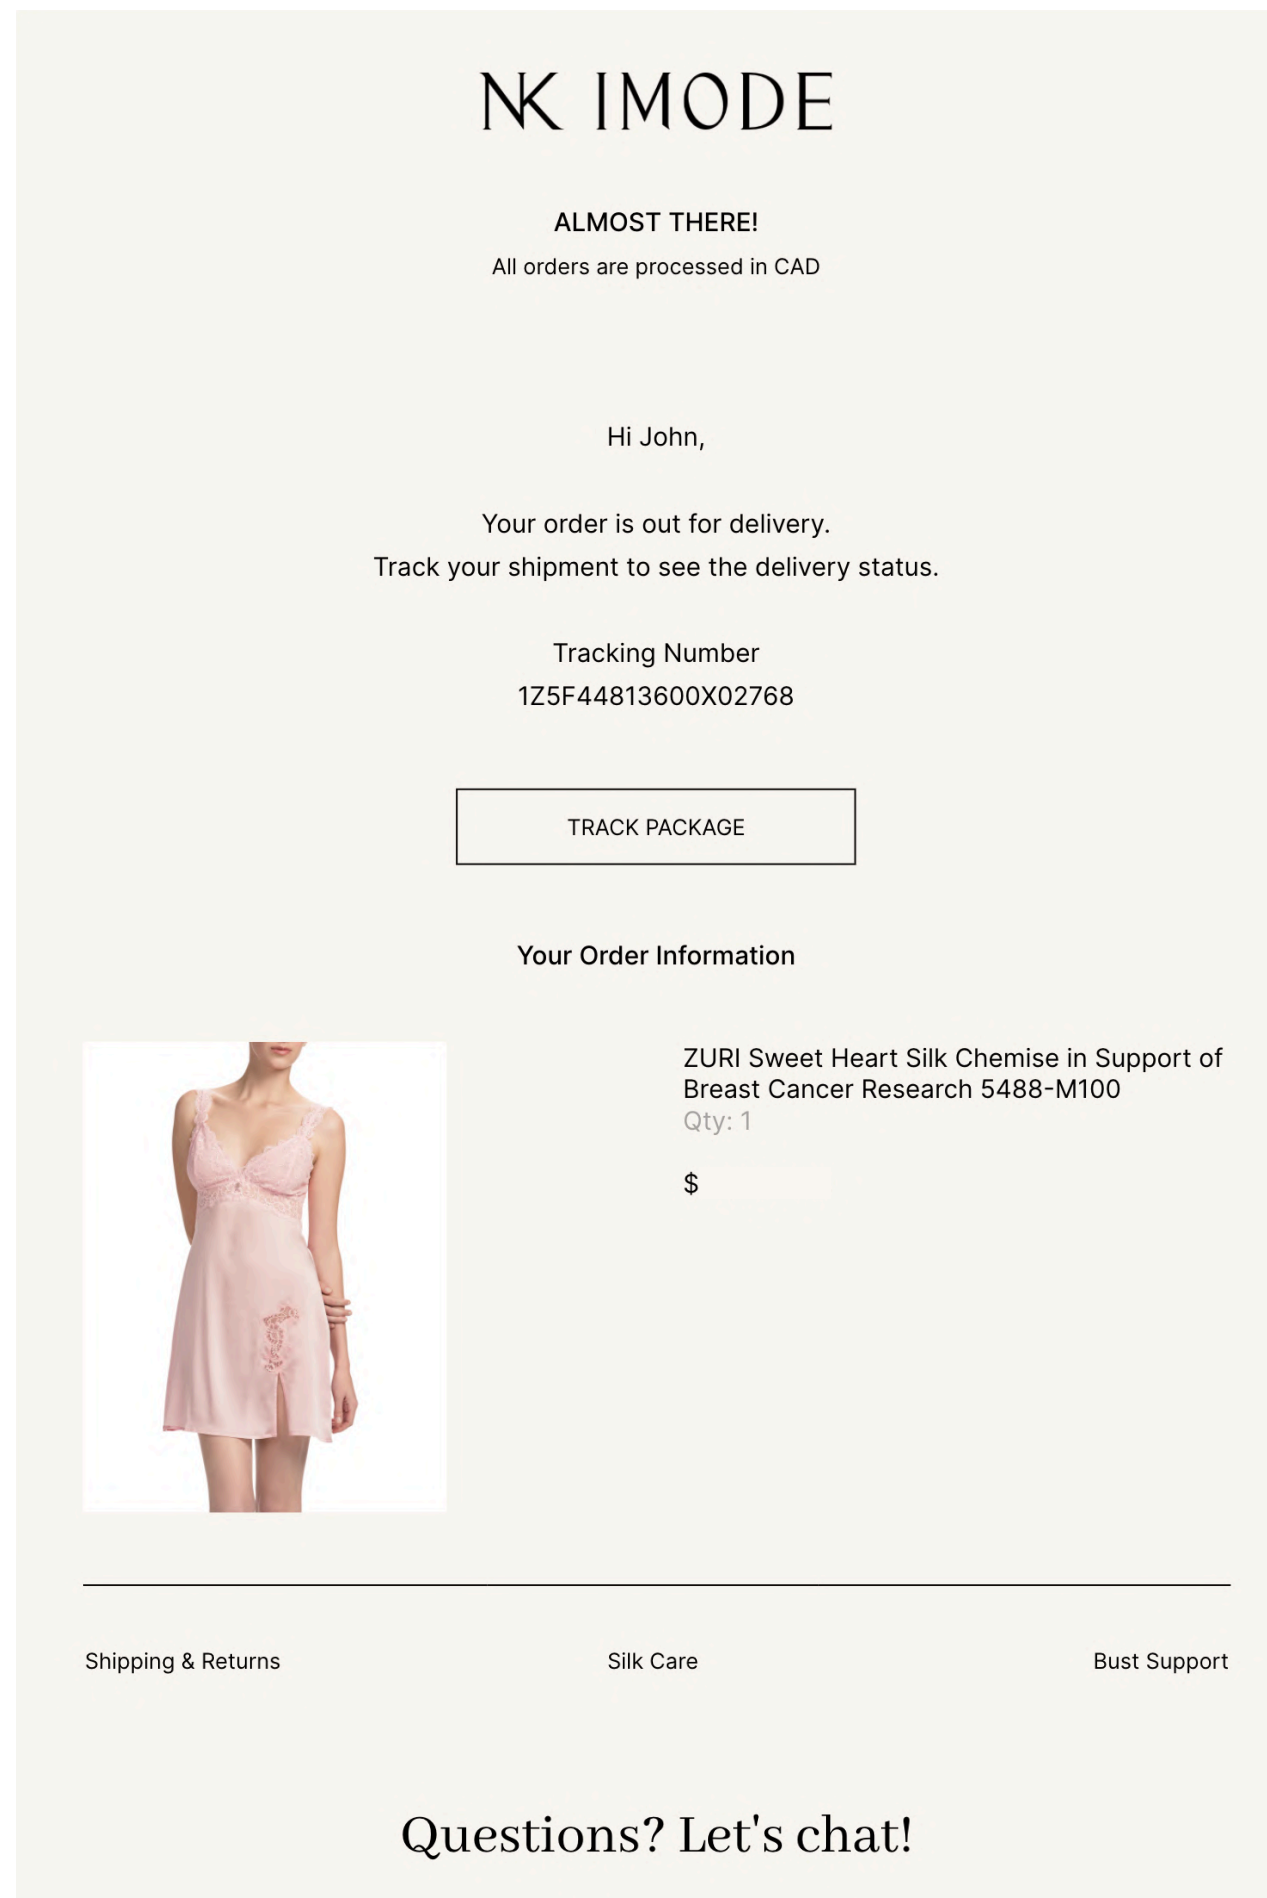 NK IMODE
ALMOST THERE!
All orders are processed in CAD
Hi John,
Your order is out for delivery.
Track your shipment to see the delivery status.
Tracking Number
1Z5F44813600X02768
TRACK PACKAGE
Your Order Information
ZURI Sweet Heart Silk Chemise in Support of
Breast Cancer Research 5488-M100
Qty: 1
$
Shipping & Returns
Silk Care
Bust Support
Questions? Let's chat!